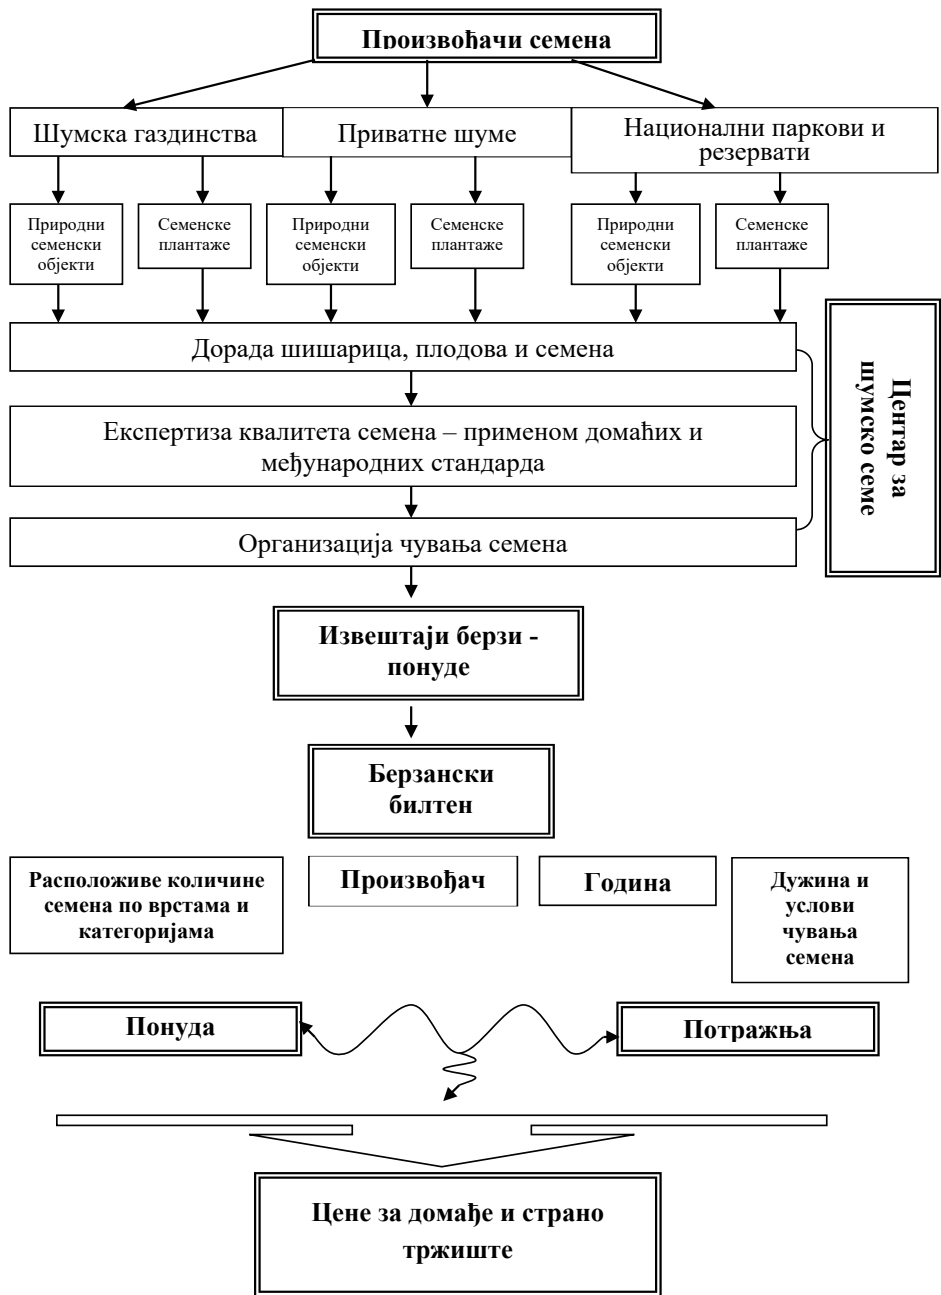 Произвођачи семена
Шумска газдинства
Приватне шуме
Национални паркови и
резервати
Природни
семенски
објекти
Семенске
плантаже
Природни
семенски
објекти
Семенске
плантаже
Природни
семенски
објекти
Семенске
плантаже
Дорада шишарица, плодова и семена
Експертиза квалитета семена – применом домаћих и
међународних стандарда
Организација чувања семена
Центар за
шумско семе
Извештаји берзи -
понуде
Берзански
билтен
Расположиве количине
семена по врстама и
категоријама
Произвођач
Година
Дужина и
услови
чувања
семена
Понуда
Потражња
Цене за домаће и страно
тржиште